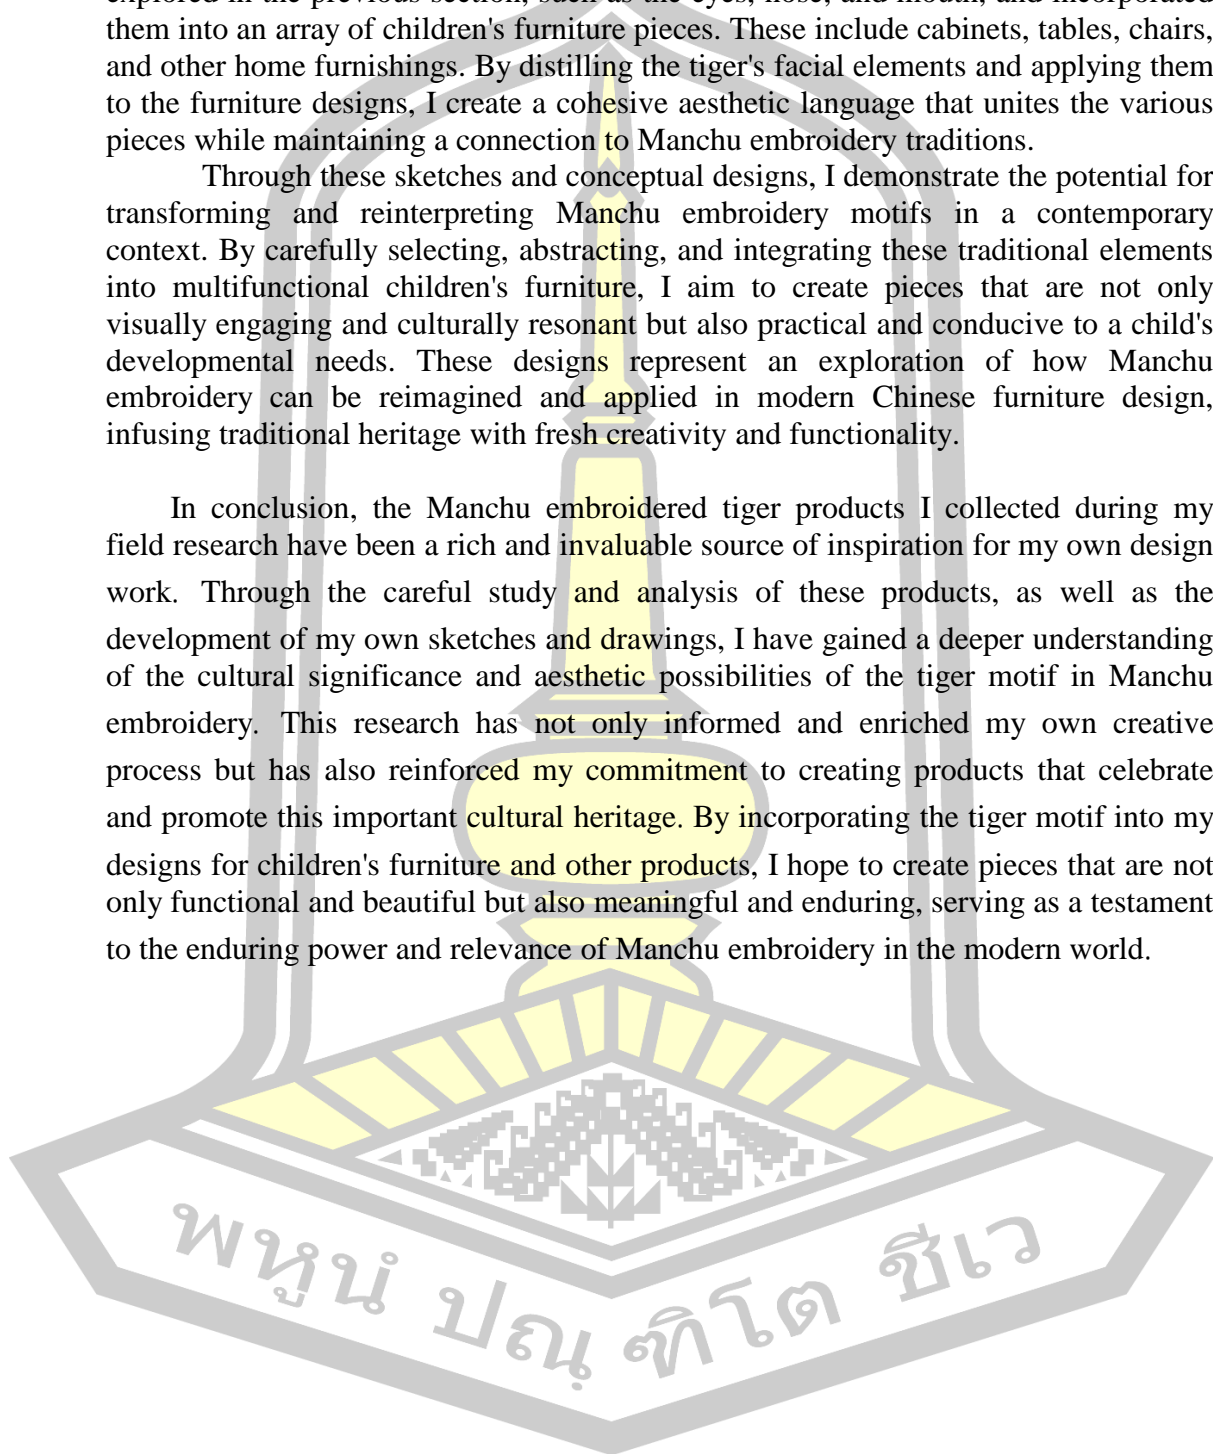 explored in the previous section, such as the eyes, nose, and mouth, and incorporated
them into an array of children's furniture pieces. These include cabinets, tables, chairs,
and other home furnishings. By distilling the tiger's facial elements and applying them
to the furniture designs, I create a cohesive aesthetic language that unites the various
pieces while maintaining a connection to Manchu embroidery traditions.
Through these sketches and conceptual designs, I demonstrate the potential for
transforming and reinterpreting Manchu embroidery motifs in a contemporary
context. By carefully selecting, abstracting, and integrating these traditional elements
into multifunctional children's furniture, I aim to create pieces that are not only
visually engaging and culturally resonant but also practical and conducive to a child's
developmental needs. These designs represent an exploration of how Manchu
embroidery can be reimagined and applied in modern Chinese furniture design,
infusing traditional heritage with fresh creativity and functionality.
In conclusion, the Manchu embroidered tiger products I collected during my
field research have been a rich and invaluable source of inspiration for my own design
work. Through the careful study and analysis of these products, as well as the
development of my own sketches and drawings, I have gained a deeper understanding
of the cultural significance and aesthetic possibilities of the tiger motif in Manchu
embroidery. This research has not only informed and enriched my own creative
process but has also reinforced my commitment to creating products that celebrate
and promote this important cultural heritage. By incorporating the tiger motif into my
designs for children's furniture and other products, I hope to create pieces that are not
only functional and beautiful but also meaningful and enduring, serving as a testament
to the enduring power and relevance of Manchu embroidery in the modern world.
พหูนํ ปณฺฑิโต ชีเว